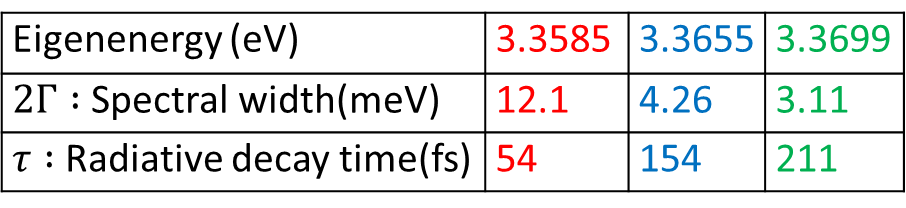 Eigenenergy (eV) 3.3585 3.3655 3.3699
2Γ : Spectral width(meV) 12.1 4.26 3.11
τ : Radiative decay time(fs) 54 154 211